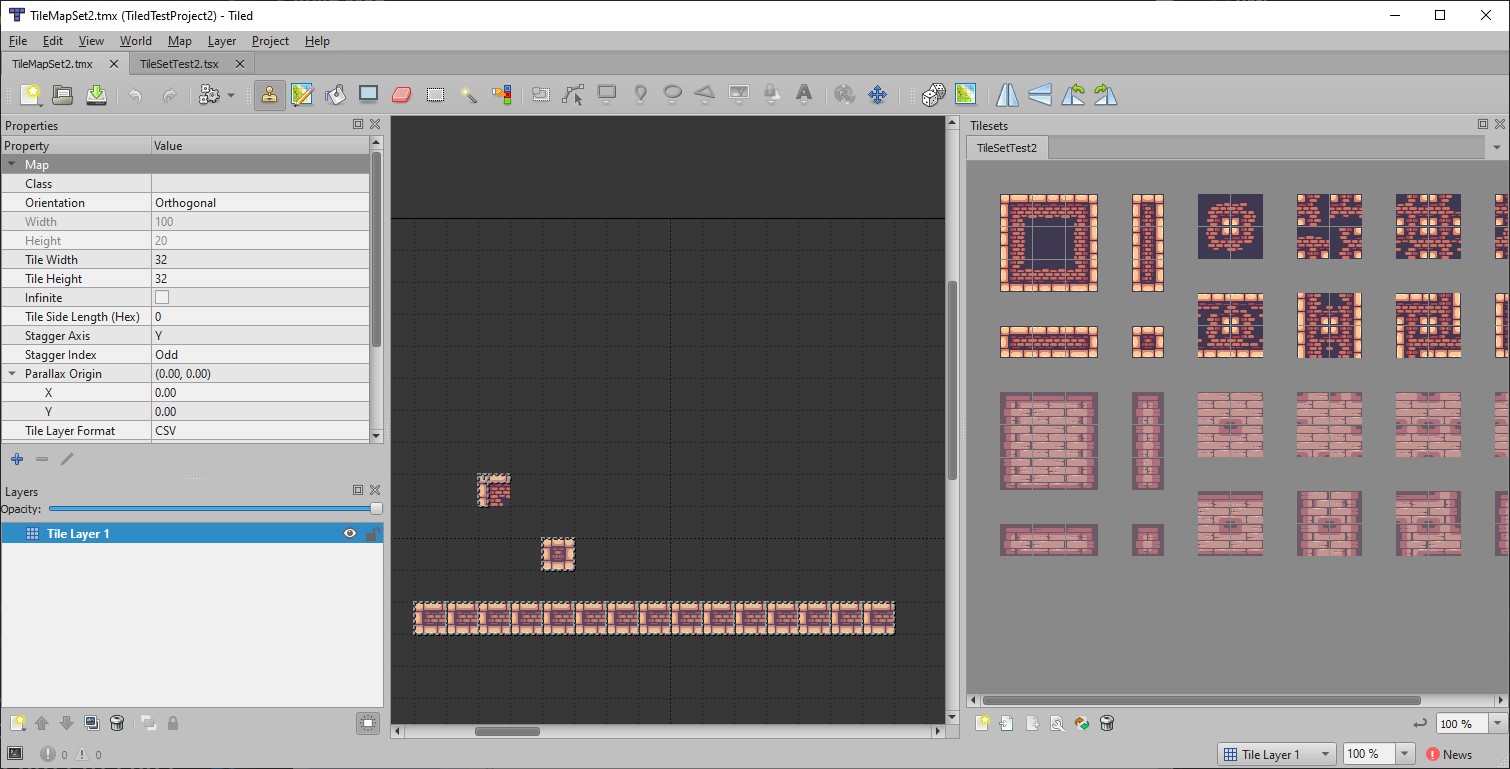 TileMapSet2.tmx (TiledTestProject2) - Tiled
File Edit View World Map Layer Project Help
TileMapSet2.tmx TileSetTest2.tsx
Properties
Property Value
Map
Class
Orientation Orthogonal
Width 100
Height 20
Tile Width 32
Tile Height 32
Infinite
Tile Side Length (Hex) 0
Stagger Axis Y
Stagger Index Odd
Parallax Origin (0.00, 0.00)
X 0.00
Y 0.00
Tile Layer Format CSV
Layers
Opacity:
Tile Layer 1
Tilesets
TileSetTest2
100 %
0 0
Tile Layer 1 100 % News